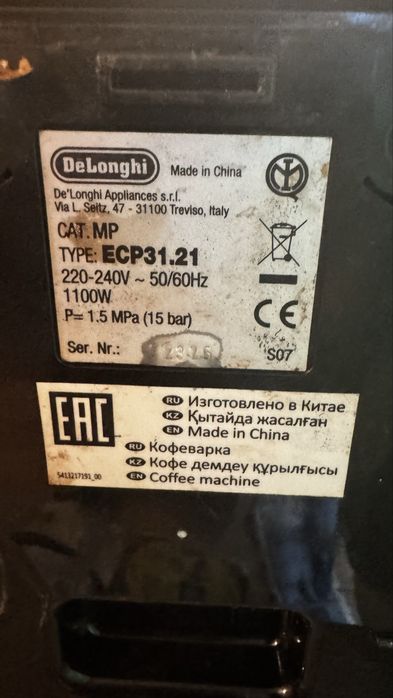 DeLonghi Made in China
De'Longhi Appliances s.r.l.
Via L. Seitz, 47 - 31100 Treviso, Italy
CAT. MP
TYPE: ECP31.21
220-240V ~ 50/60Hz
1100W
P= 1.5 MPa (15 bar)
CE
Ser. Nr.:
S07
EAC
RU Изготовлено в Китае
KZ Қытайда жасалған
EN Made in China
RU Кофеварка
KZ Кофе демдеу құрылғысы
EN Coffee machine
5413217191_00